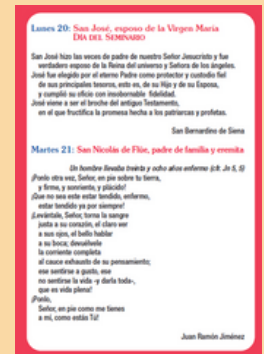 Lunes 20: San José, esposo de la Virgen María
DÍA DEL SEMINARIO
San José hizo las veces de padre de nuestro Señor Jesucristo y fue
verdadero esposo de la Reina del universo y Señora de los ángeles.
José fue elegido por el eterno Padre como protector y custodio fiel
de sus principales tesoros, esto es, de su Hijo y de su Esposa,
y cumplió su oficio con insobornable fidelidad.
José viene a ser el broche del antiguo Testamento,
en el que fructifica la promesa hecha a los patriarcas y profetas.
San Bernardino de Siena
Martes 21: San Nicolás de Flüe, padre de familia y eremita
Un hombre llevaba treinta y ocho años enfermo (cfr. Jn 5, 5)
¡Ponlo otra vez, Señor, en pie sobre tu tierra,
y firme, y sonriente, y plácido!
¡Que no sea este estar tendido, enfermo,
estar tendido ya por siempre!
¡Levántale, Señor, torna la sangre
justa a su corazón, el claro ver
a sus ojos, el bello hablar
a su boca; devuélvele
la corriente completa
al cauce exhausto de su pensamiento;
ese sentirse a gusto, ese
no sentirse la vida -y darla toda-,
que es vida plena!
¡Ponlo,
Señor, en pie como me tienes
a mí, como estás Tú!
Juan Ramón Jiménez